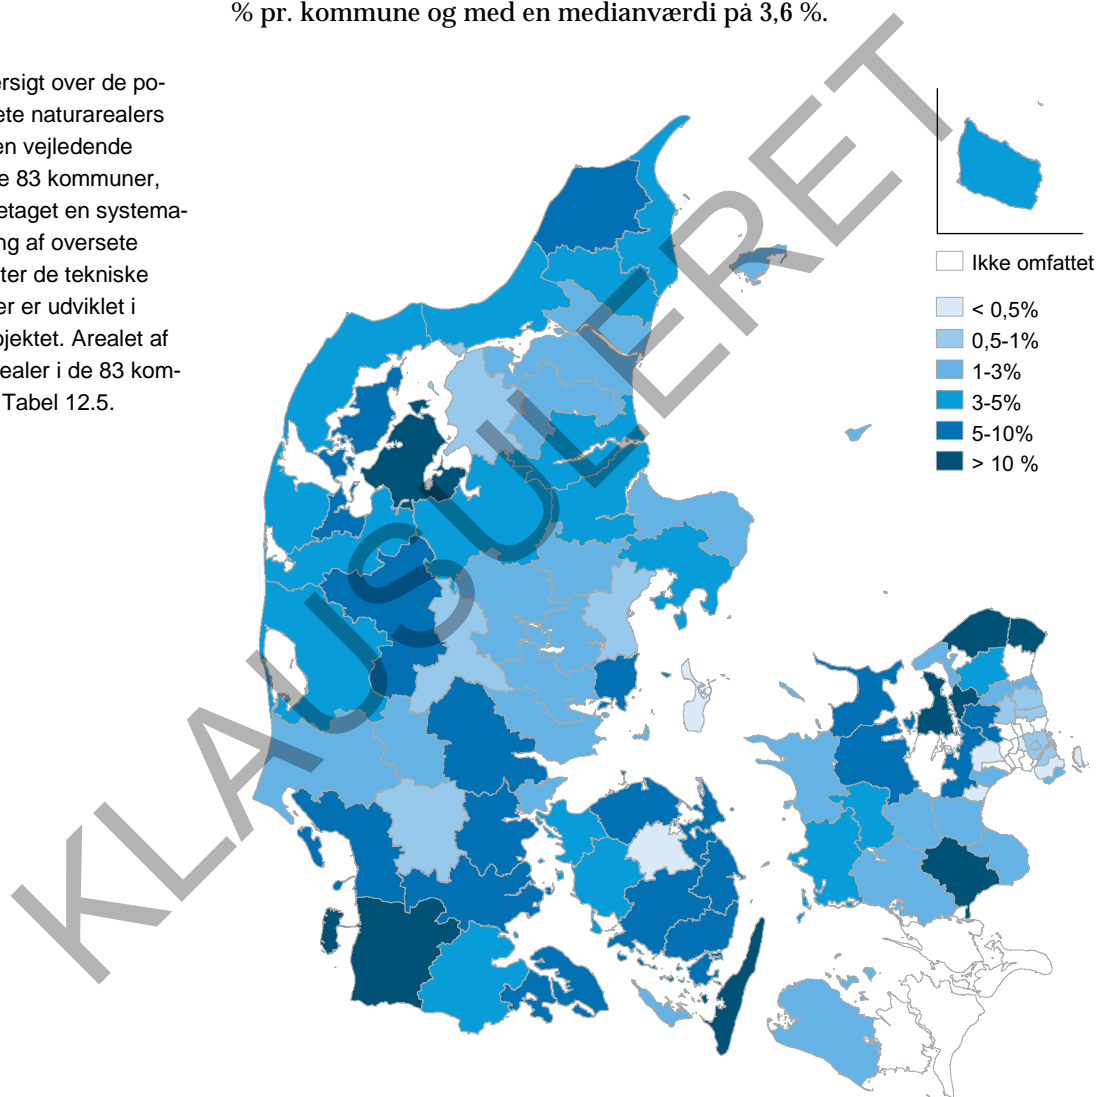 % pr. kommune og med en medianværdi på 3,6 %.
ersigt over de po-
ete naturarealers
en vejledende
e 83 kommuner,
etaget en systema-
ng af oversete
ter de tekniske
er er udviklet i
ojektet. Arealet af
ealer i de 83 kom-
Tabel 12.5.
Ikke omfattet
< 0,5%
0,5-1%
1-3%
3-5%
5-10%
> 10 %
KLAUSULERET